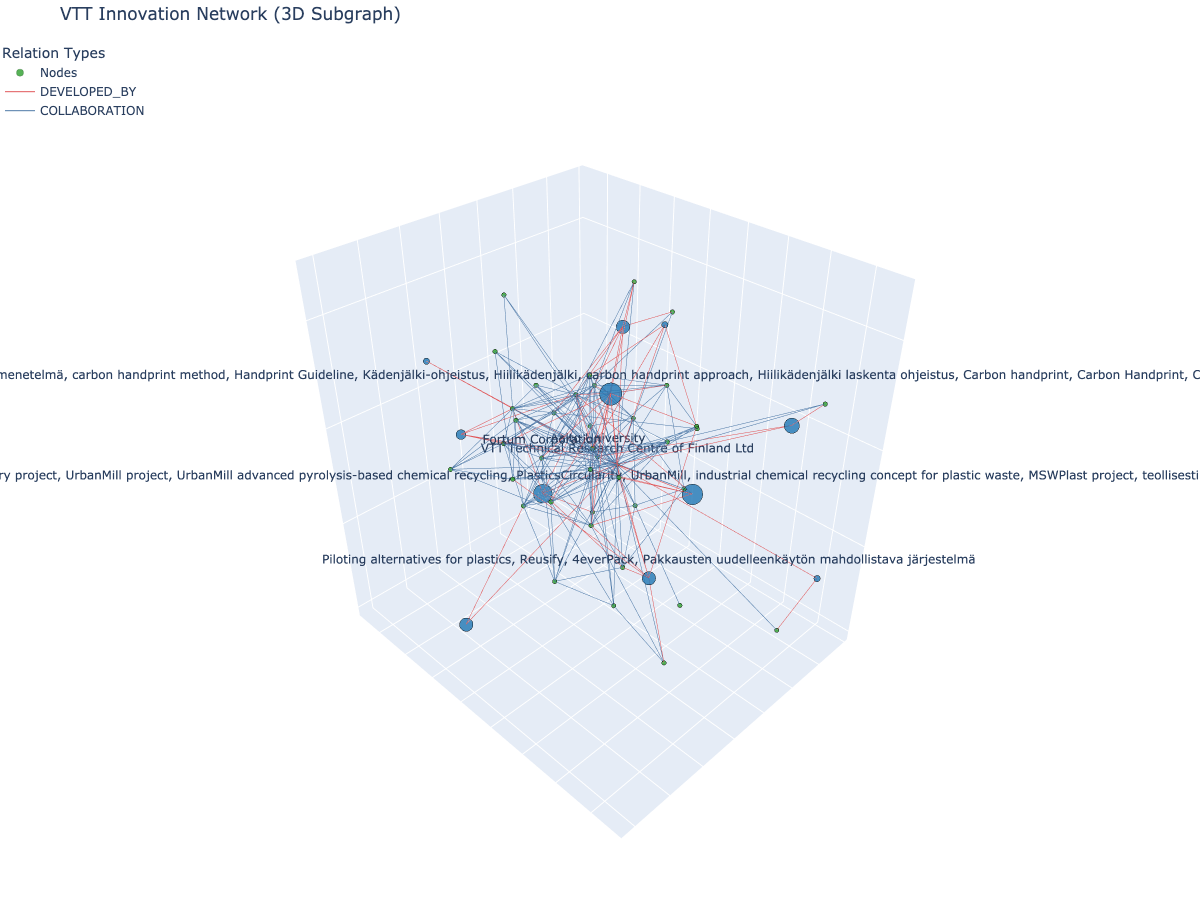 VTT Innovation Network (3D Subgraph)
Relation Types
Nodes
DEVELOPED_BY
COLLABORATION
menetelmä, carbon handprint method, Handprint Guideline, Kädenjälki-ohjeistus, Hiilikädenjälki, carbon handprint approach, Hiilikädenjälki laskenta ohjeistus, Carbon handprint, Carbon Handprint, C
Aalto University
Fortum Corporation
VTT Technical Research Centre of Finland Ltd
ry project, UrbanMill project, UrbanMill advanced pyrolysis-based chemical recycling, PlasticsCircularity, UrbanMill, industrial chemical recycling concept for plastic waste, MSWPlast project, teollisesti
Piloting alternatives for plastics, Reusify, 4everPack, Pakkausten uudelleenkäytön mahdollistava järjestelmä